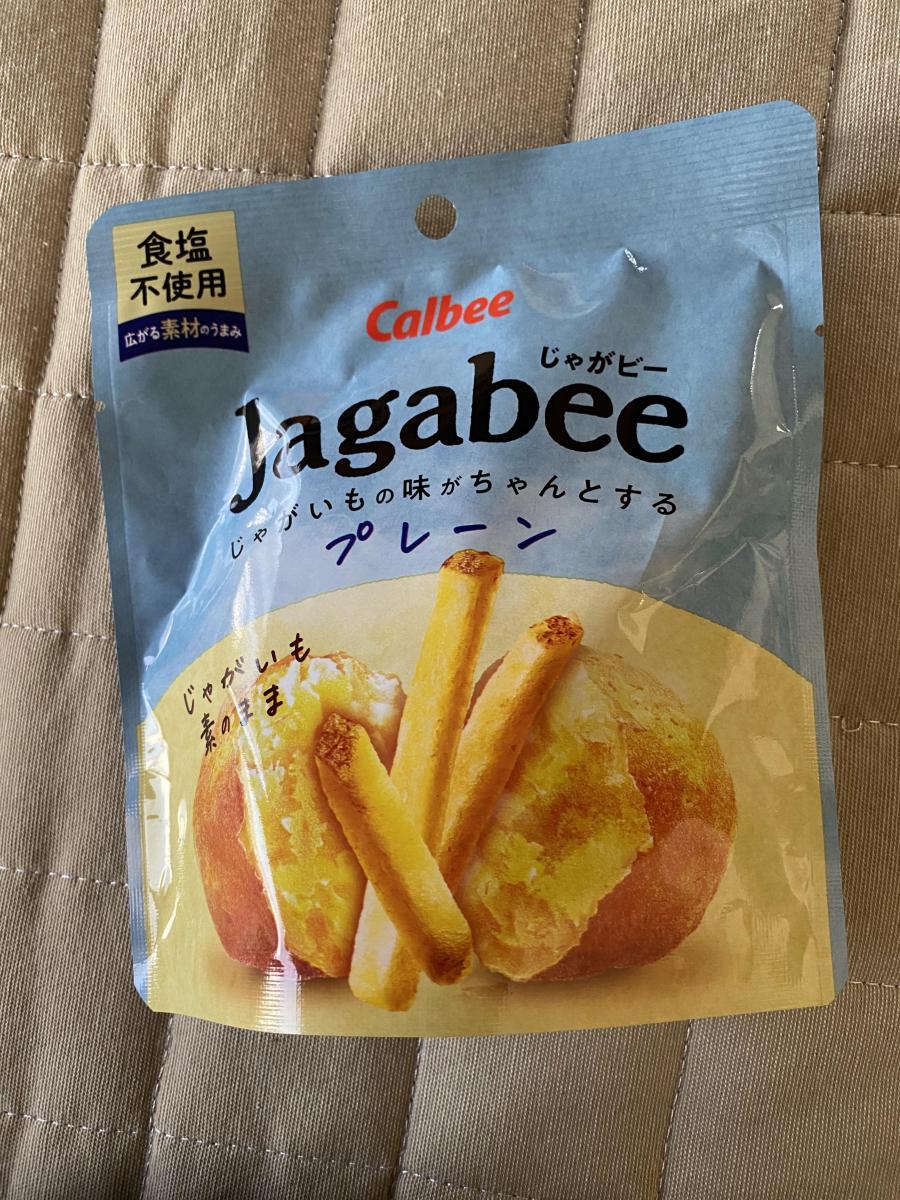 食塩
不使用
広がる素材のうまみ
Calbee
じゃがビー
Jagabee
じゃがいもの味がちゃんとする
プレーン
じゃがいも
素のまま